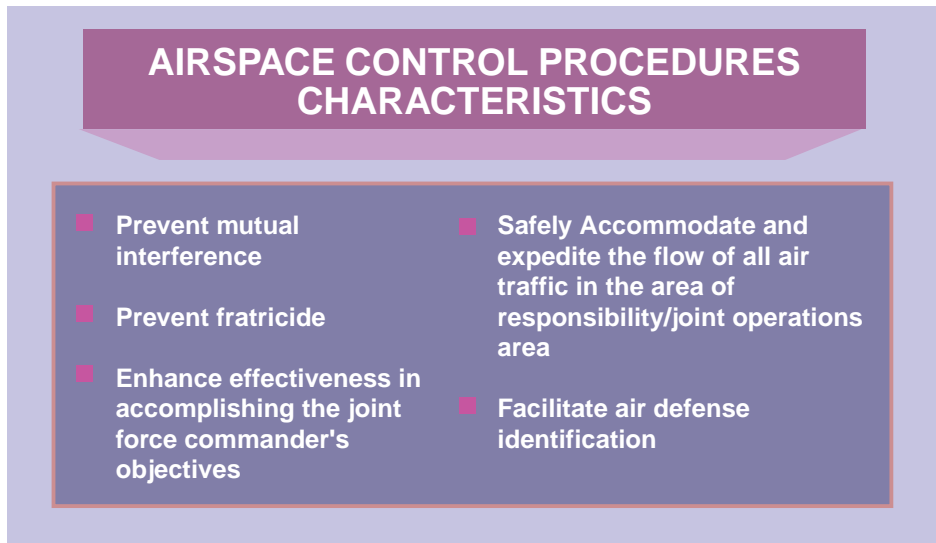 AIRSPACE CONTROL PROCEDURES
CHARACTERISTICS
Prevent mutual
interference
Prevent fratricide
Enhance effectiveness in
accomplishing the joint
force commander's
objectives
Safely Accommodate and
expedite the flow of all air
traffic in the area of
responsibility/joint operations
area
Facilitate air defense
identification